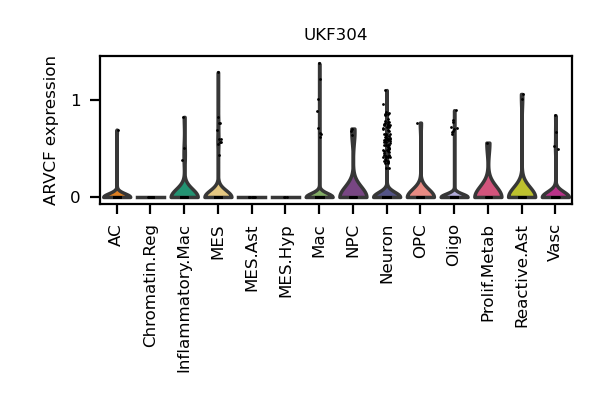 UKF304
ARVCF expression
1
0
AC
Chromatin.Reg
Inflammatory.Mac
MES
MES.Ast
MES.Hyp
Mac
NPC
Neuron
OPC
Oligo
Prolif.Metab
Reactive.Ast
Vasc